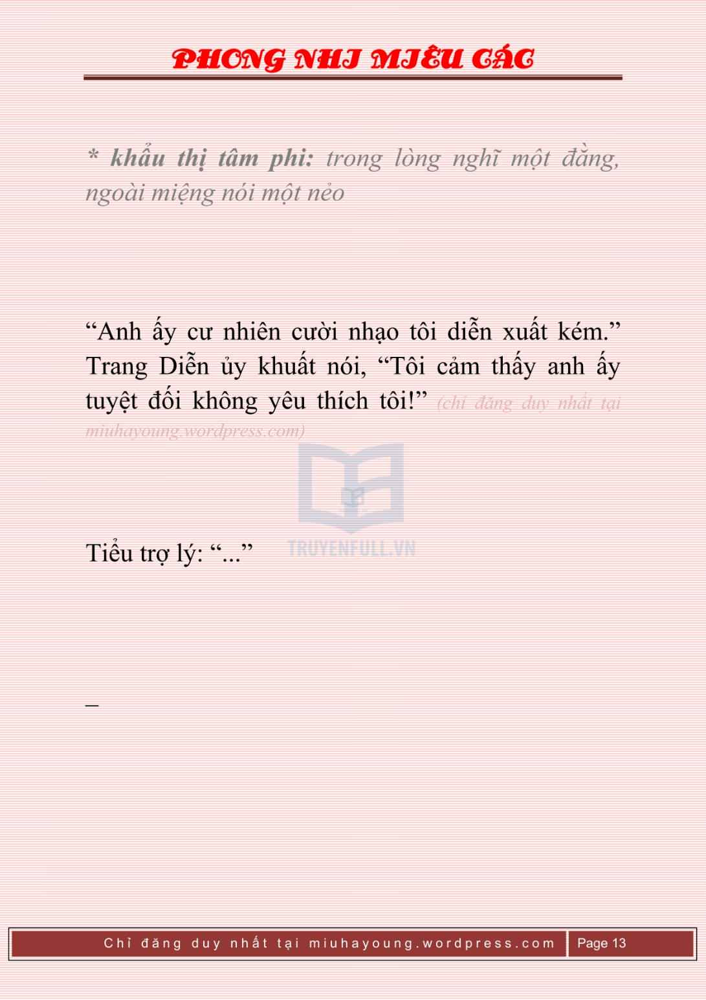 PHONG NHI MIÊU CÁC
* khẩu thị tâm phi: trong lòng nghĩ một đằng,
ngoài miệng nói một nẻo
“Anh ấy cư nhiên cười nhạo tôi diễn xuất kém.”
Trang Diễn ủy khuất nói, “Tôi cảm thấy anh ấy
tuyệt đối không yêu thích tôi!” (chỉ đăng duy nhất tại
miuhayoung.wordpress.com)
TRUYENFULL.VN
Tiểu trợ lý: “...”
–
Chỉ đăng duy nhất tại miuhayoung.wordpress.com Page 13